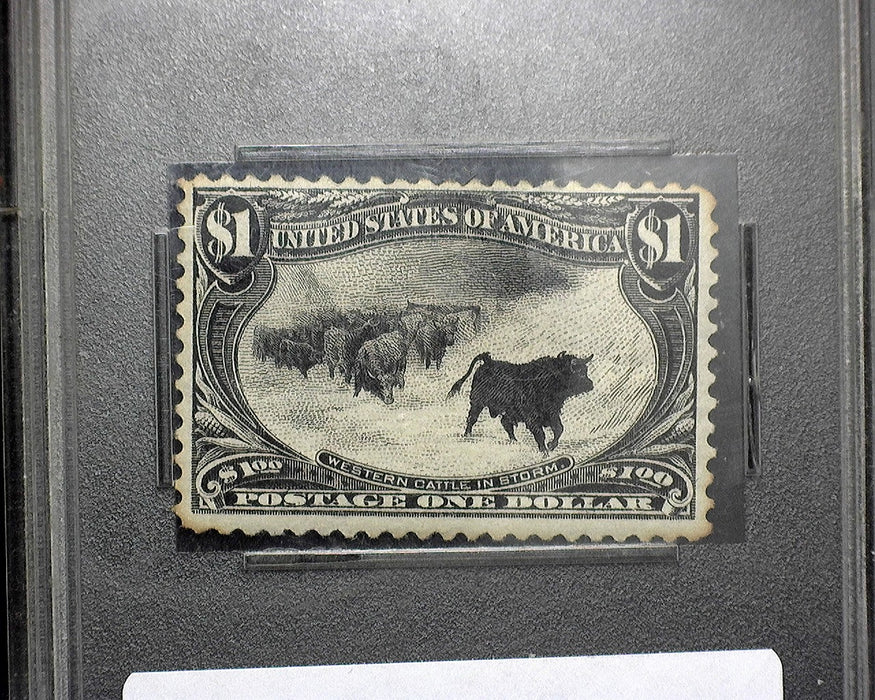 $1 UNITED STATES OF AMERICA $1
WESTERN CATTLE IN STORM.
$1 00 $1 00
POSTAGE ONE DOLLAR